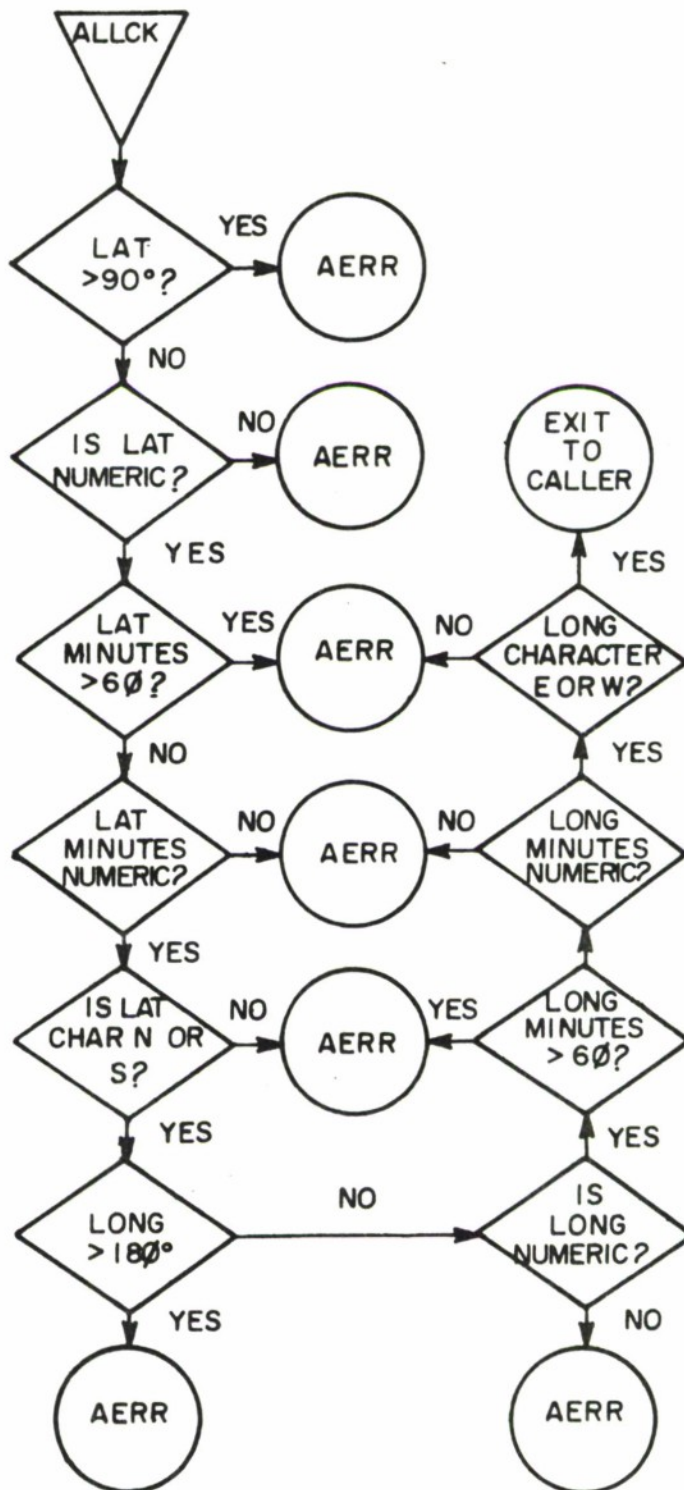 ALLCK
LAT
>90°?
YES
AERR
NO
IS LAT
NUMERIC?
NO
AERR
YES
LAT
MINUTES
>6Ø?
YES
AERR
NO
LAT
MINUTES
NUMERIC?
NO
AERR
YES
IS LAT
CHAR N OR
S?
NO
AERR
YES
LONG
>18Ø°
YES
AERR
NO
IS
LONG
NUMERIC?
NO
AERR
YES
LONG
MINUTES
>6Ø?
YES
LONG
MINUTES
NUMERIC?
NO
YES
LONG
CHARACTER
E OR W?
NO
YES
EXIT
TO
CALLER